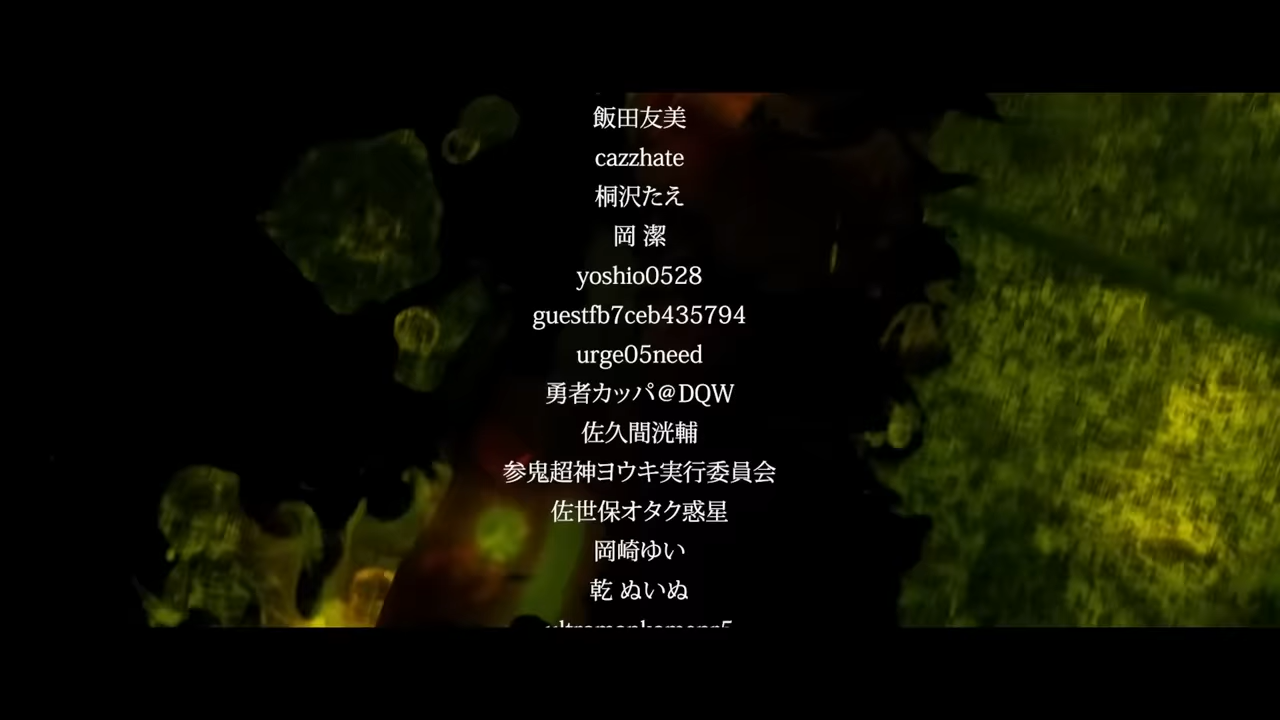 飯田友美
cazzhate
桐沢たえ
岡 潔
yoshio0528
guestfb7ceb435794
urge05need
勇者カッパ@DQW
佐久間洸輔
参鬼超神ヨウキ実行委員会
佐世保オタク惑星
岡崎ゆい
乾 ぬいぬ